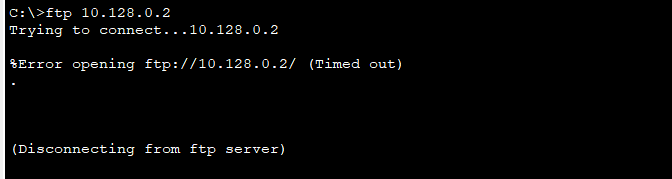 C:\>ftp 10.128.0.2
Trying to connect...10.128.0.2
%Error opening ftp://10.128.0.2/ (Timed out)
.
(Disconnecting from ftp server)